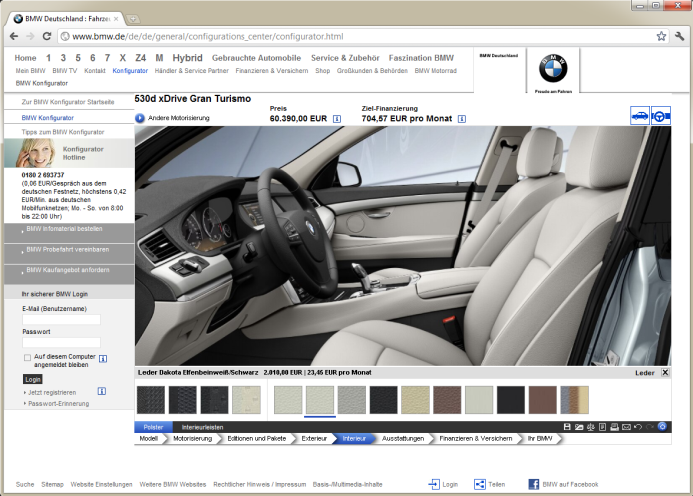 BMW Deutschland : Fahrze
www.bmw.de/de/de/general/configurations_center/configurator.html
Home 1 3 5 6 7 X Z4 M Hybrid Gebrauchte Automobile Service & Zubehör Faszination BMW
Mein BMW BMW TV Kontakt Konfigurator Händler & Service Partner Finanzieren & Versichern Shop Großkunden & Behörden BMW Motorrad
BMW Konfigurator
BMW Deutschland
Freude am Fahren
Zur BMW Konfigurator Startseite
BMW Konfigurator
Tipps zum BMW Konfigurator
Konfigurator
Hotline
0180 2 693737
(0,06 EUR/Gespräch aus dem
deutschen Festnetz, höchstens 0,42
EUR/Min. aus deutschen
Mobilfunknetzen; Mo. - So. von 8:00
bis 22:00 Uhr)
BMW Infomaterial bestellen
BMW Probefahrt vereinbaren
BMW Kaufangebot anfordern
Ihr sicherer BMW Login
E-Mail (Benutzername)
Passwort
Auf diesem Computer
angemeldet bleiben
Login
Jetzt registrieren
Passwort-Erinnerung
530d xDrive Gran Turismo
Andere Motorisierung
Preis
60.390,00 EUR
Ziel-Finanzierung
704,57 EUR pro Monat
Leder Dakota Elfenbeinweiß/Schwarz 2.010,00 EUR | 23,45 EUR pro Monat
Leder
Polster Interieurleisten
Modell Motorisierung Editionen und Pakete Exterieur Interieur Ausstattungen Finanzieren & Versichern Ihr BMW
Suche Sitemap Website Einstellungen Weitere BMW Websites Rechtlicher Hinweis / Impressum Basis-/Multimedia-Inhalte Login Teilen BMW auf Facebook